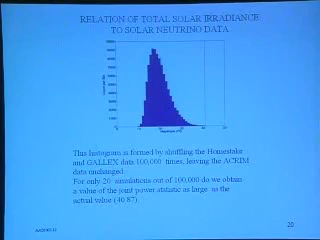 RELATION OF TOTAL SOLAR IRRADIANCE
TO SOLAR NEUTRINO DATA
This histogram is formed by shuffling the Homestake
and GALLEX data 100,000 times, leaving the ACRIM
data unchanged.
For only 20 simulations out of 100,000 do we obtain
a value of the joint power statistic as large as the
actual value (40.87).
20